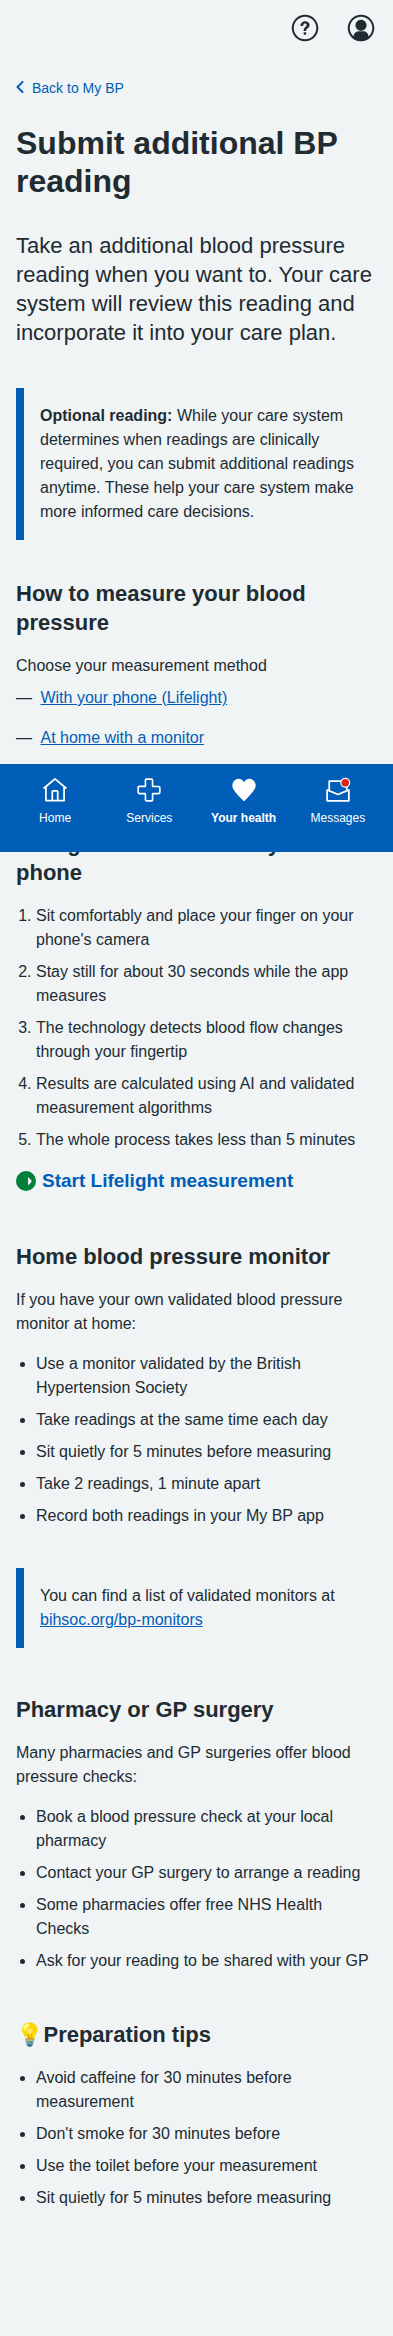 Back to My BP
Submit additional BP
reading
Take an additional blood pressure
reading when you want to. Your care
system will review this reading and
incorporate it into your care plan.
Optional reading: While your care system
determines when readings are clinically
required, you can submit additional readings
anytime. These help your care system make
more informed care decisions.
How to measure your blood
pressure
Choose your measurement method
— With your phone (Lifelight)
— At home with a monitor
Home
Services
Your health
Messages
phone
1. Sit comfortably and place your finger on your
phone's camera
2. Stay still for about 30 seconds while the app
measures
3. The technology detects blood flow changes
through your fingertip
4. Results are calculated using AI and validated
measurement algorithms
5. The whole process takes less than 5 minutes
Start Lifelight measurement
Home blood pressure monitor
If you have your own validated blood pressure
monitor at home:
• Use a monitor validated by the British
Hypertension Society
• Take readings at the same time each day
• Sit quietly for 5 minutes before measuring
• Take 2 readings, 1 minute apart
• Record both readings in your My BP app
You can find a list of validated monitors at
bihsoc.org/bp-monitors
Pharmacy or GP surgery
Many pharmacies and GP surgeries offer blood
pressure checks:
• Book a blood pressure check at your local
pharmacy
• Contact your GP surgery to arrange a reading
• Some pharmacies offer free NHS Health
Checks
• Ask for your reading to be shared with your GP
💡Preparation tips
• Avoid caffeine for 30 minutes before
measurement
• Don't smoke for 30 minutes before
• Use the toilet before your measurement
• Sit quietly for 5 minutes before measuring